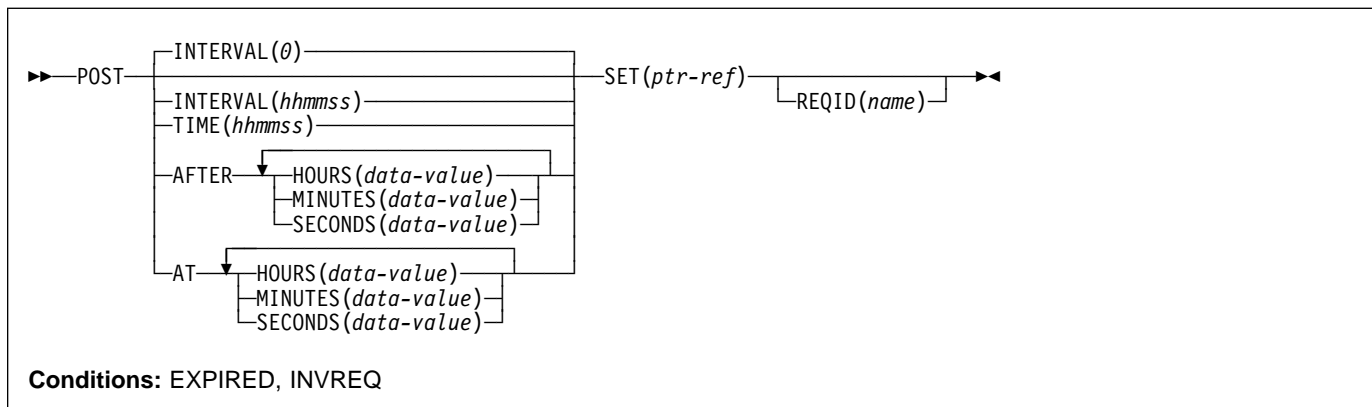 INTERVAL(0)
POST SET(ptr-ref)
INTERVAL(hhmmss) REQID(name)
TIME(hhmmss)
AFTER HOURS(data-value)
MINUTES(data-value)
SECONDS(data-value)
AT HOURS(data-value)
MINUTES(data-value)
SECONDS(data-value)
Conditions: EXPIRED, INVREQ